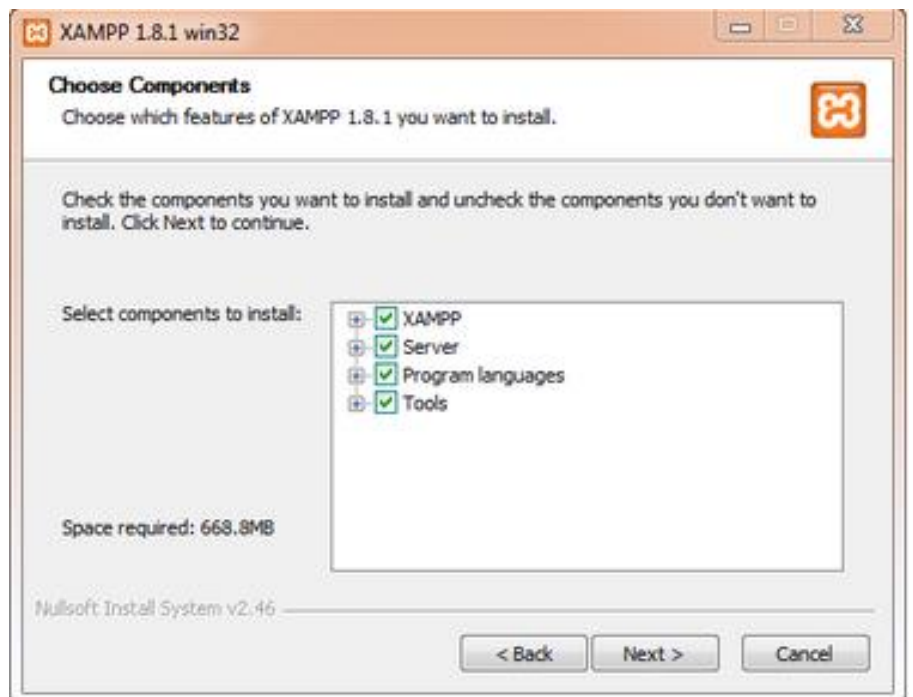 XAMPP 1.8.1 win32
Choose Components
Choose which features of XAMPP 1.8.1 you want to install.
Check the components you want to install and uncheck the components you don't want to
install. Click Next to continue.
Select components to install:
XAMPP
Server
Program languages
Tools
Space required: 668.8MB
Nullsoft Install System v2.46
< Back
Next >
Cancel